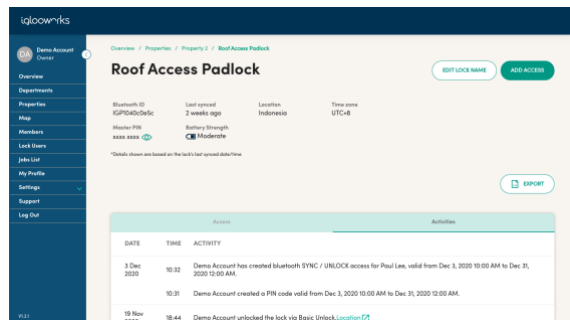 iglooworks
DA
Demo Account
Owner
Overview
Departments
Properties
Map
Members
Lock Users
Jobs List
My Profile
Settings
Support
Log Out
V1.2.1
Overview / Properties / Property 2 / Roof Access Padlock
Roof Access Padlock
EDIT LOCK NAME
ADD ACCESS
Bluetooth ID
IGP1040c0e5c
Last synced
2 weeks ago
Location
Indonesia
Time zone
UTC+8
Master PIN
xxxx xxxx
Battery Strength
Moderate
*Details shown are based on the lock's last synced date/time
EXPORT
Access
Activities
DATE TIME ACTIVITY
3 Dec
2020
10:32
Demo Account has created bluetooth SYNC / UNLOCK access for Paul Lee, valid from Dec 3, 2020 10:00 AM to Dec 31,
2020 12:00 AM.
10:31 Demo Account created a PIN code valid from Dec 3, 2020 10:00 AM to Dec 31, 2020 12:00 AM.
19 Nov
2020
18:44 Demo Account unlocked the lock via Basic Unlock.Location